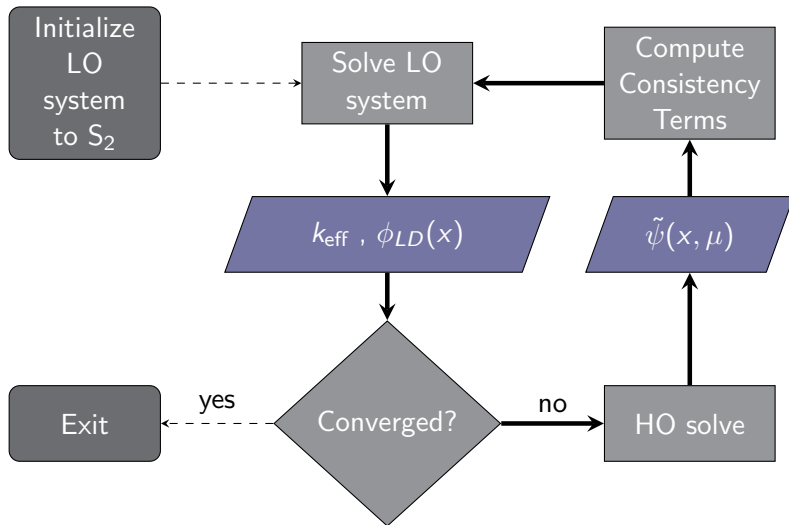 Initialize
LO
system
to S₂
Solve LO
system
Compute
Consistency
Terms
k_eff , ϕ_LD(x)
ψ̃(x, μ)
Exit
yes
Converged?
no
HO solve